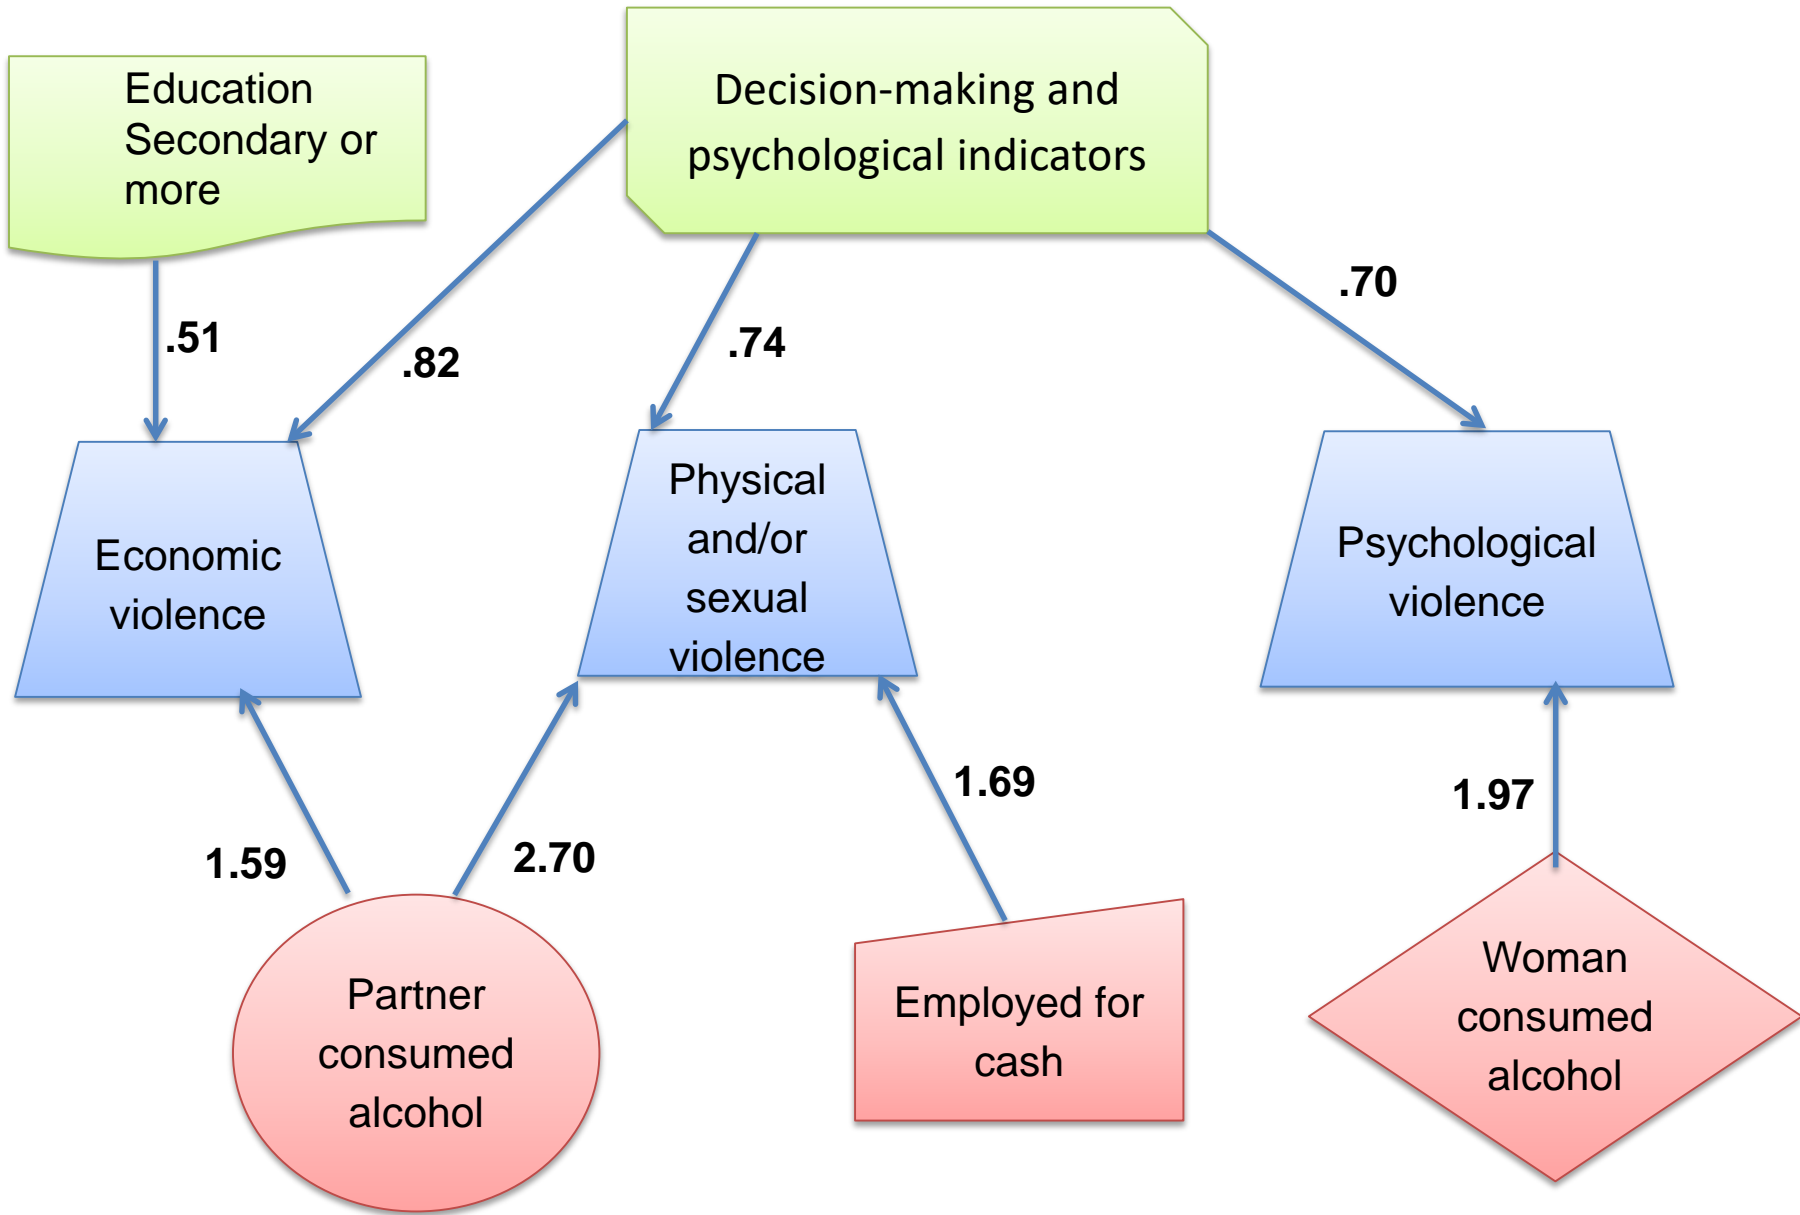 Education
Secondary or
more
Decision-making and
psychological indicators
.51
.82
.74
.70
Economic
violence
Physical
and/or
sexual
violence
Psychological
violence
1.59
2.70
1.69
1.97
Partner
consumed
alcohol
Employed for
cash
Woman
consumed
alcohol